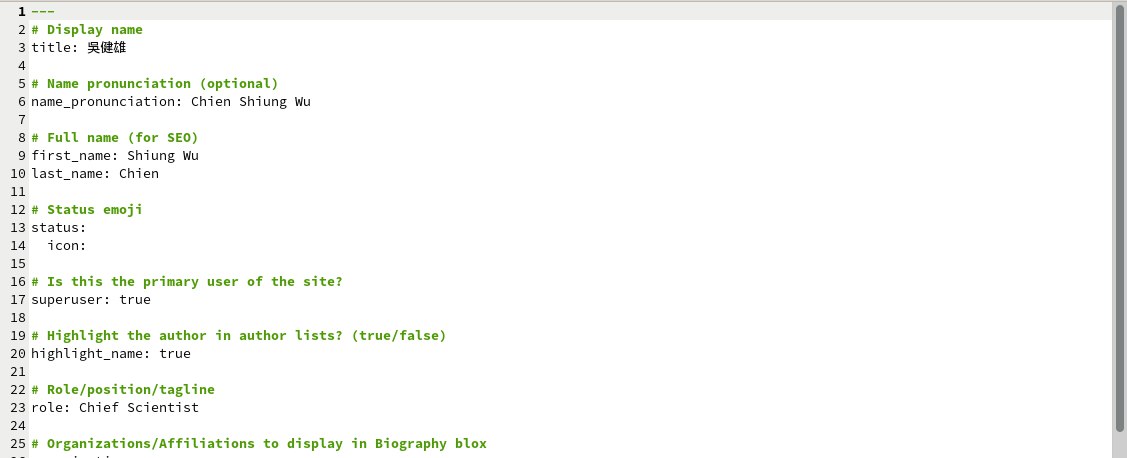 1 ---
2 # Display name
3 title: 吳健雄
4
5 # Name pronunciation (optional)
6 name_pronunciation: Chien Shiung Wu
7
8 # Full name (for SEO)
9 first_name: Shiung Wu
10 last_name: Chien
11
12 # Status emoji
13 status:
14   icon:
15
16 # Is this the primary user of the site?
17 superuser: true
18
19 # Highlight the author in author lists? (true/false)
20 highlight_name: true
21
22 # Role/position/tagline
23 role: Chief Scientist
24
25 # Organizations/Affiliations to display in Biography blox